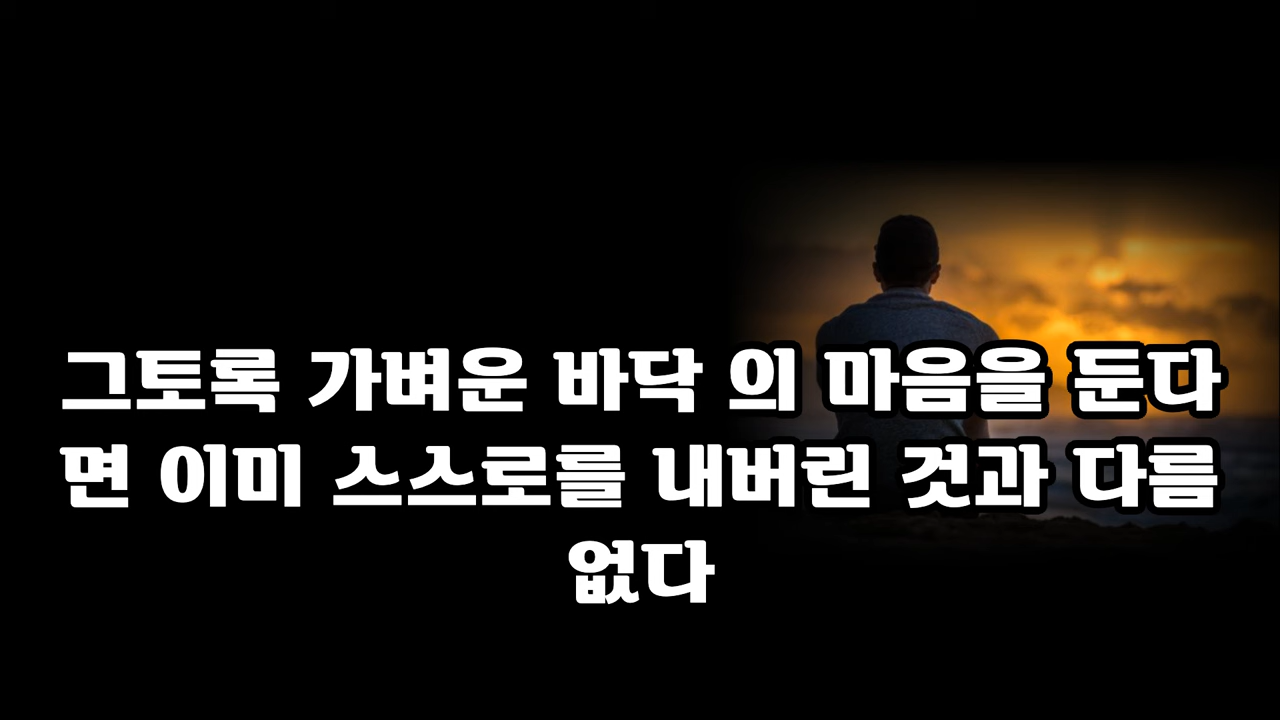 그토록 가벼운 바닥 의 마음을 둔다
면 이미 스스로를 내버린 것과 다름
없다